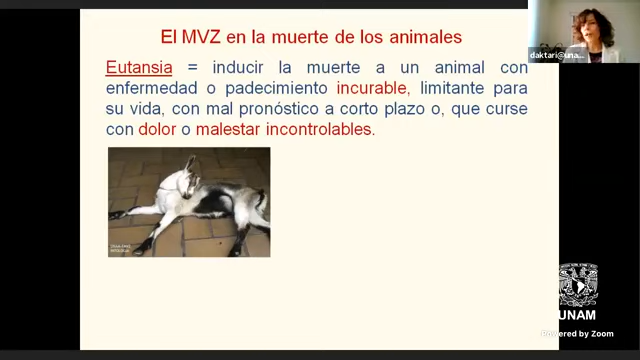 El MVZ en la muerte de los animales
Eutansia = inducir la muerte a un animal con
enfermedad o padecimiento incurable, limitante para
su vida, con mal pronóstico a corto plazo o, que curse
con dolor o malestar incontrolables.
daktari@una...
UNAM
Powered by Zoom